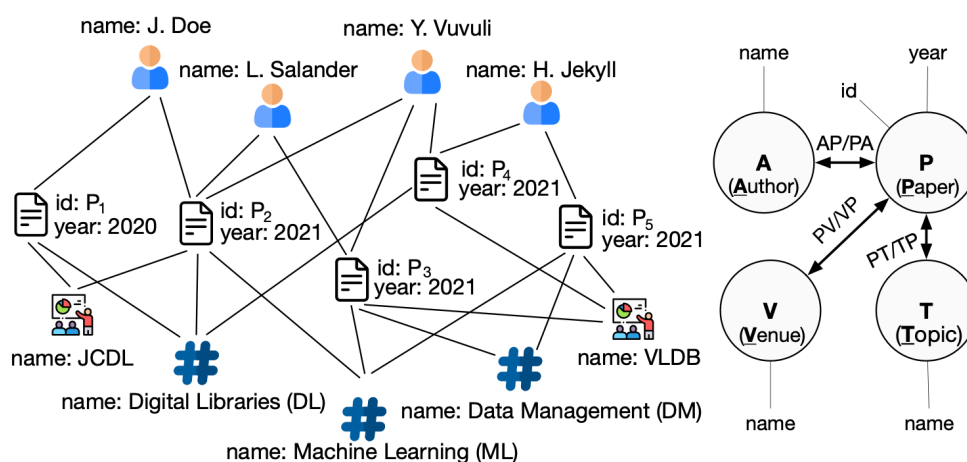 name: J. Doe
name: Y. Vuvuli
name: L. Salander
name: H. Jekyll
id: P1
year: 2020
id: P2
year: 2021
id: P3
year: 2021
id: P4
year: 2021
id: P5
year: 2021
name: JCDL
name: VLDB
name: Digital Libraries (DL)
name: Data Management (DM)
name: Machine Learning (ML)
name
year
id
A
(Author)
AP/PA
P
(Paper)
PV/VP
PT/TP
V
(Venue)
T
(Topic)
name
name